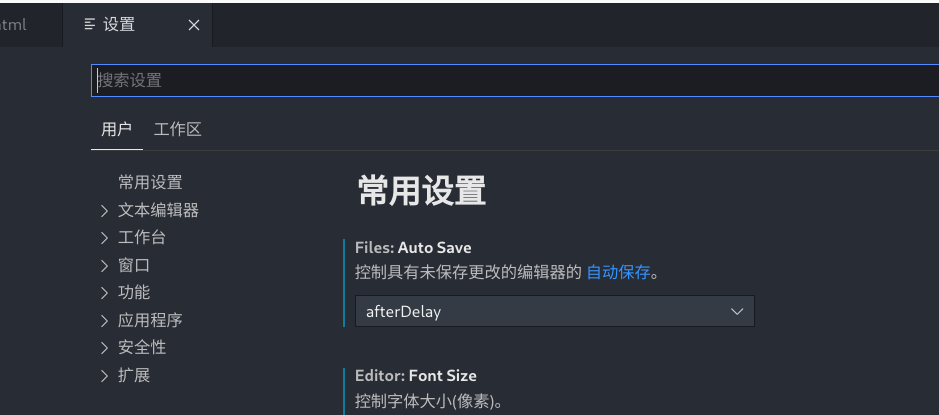 html
设置
搜索设置
用户 工作区
常用设置
文本编辑器
工作台
窗口
功能
应用程序
安全性
扩展
常用设置
Files: Auto Save
控制具有未保存更改的编辑器的 自动保存。
afterDelay
Editor: Font Size
控制字体大小(像素)。